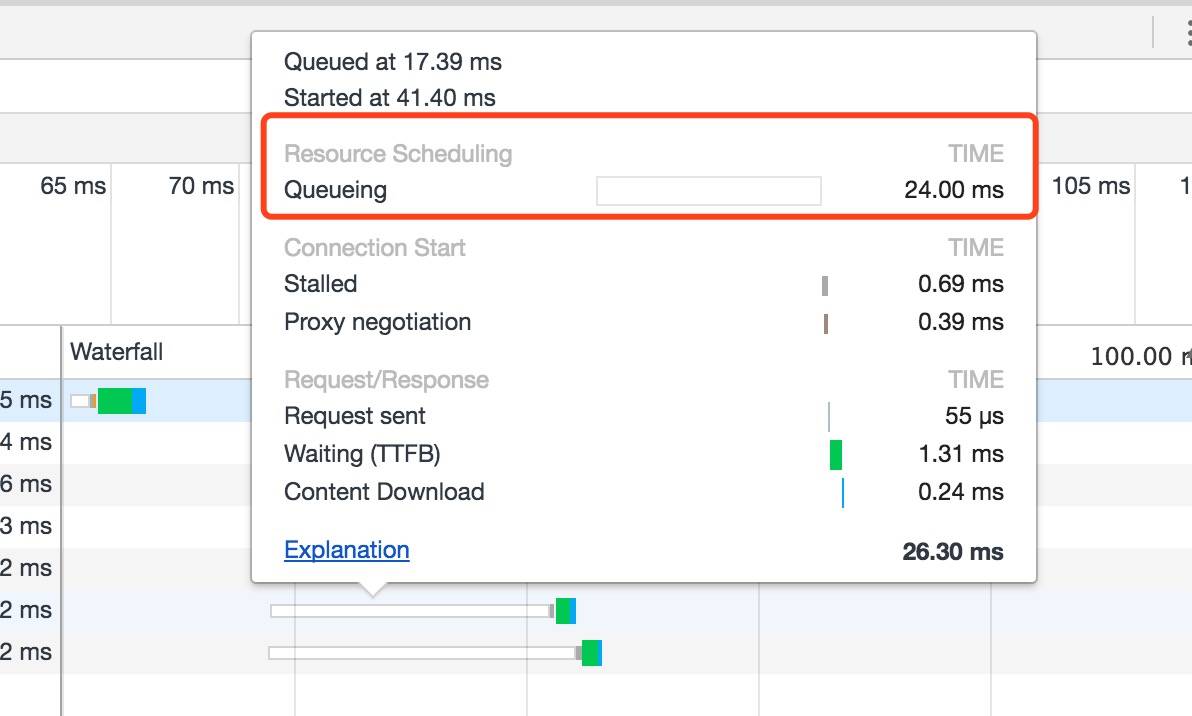 Queued at 17.39 ms
Started at 41.40 ms
Resource Scheduling TIME
Queueing 24.00 ms
65 ms 70 ms 105 ms 1
Connection Start TIME
Stalled 0.69 ms
Proxy negotiation 0.39 ms
Waterfall 100.00
Request/Response TIME
5 ms
Request sent 55 µs
4 ms
Waiting (TTFB) 1.31 ms
6 ms
Content Download 0.24 ms
3 ms
Explanation 26.30 ms
2 ms
2 ms
2 ms